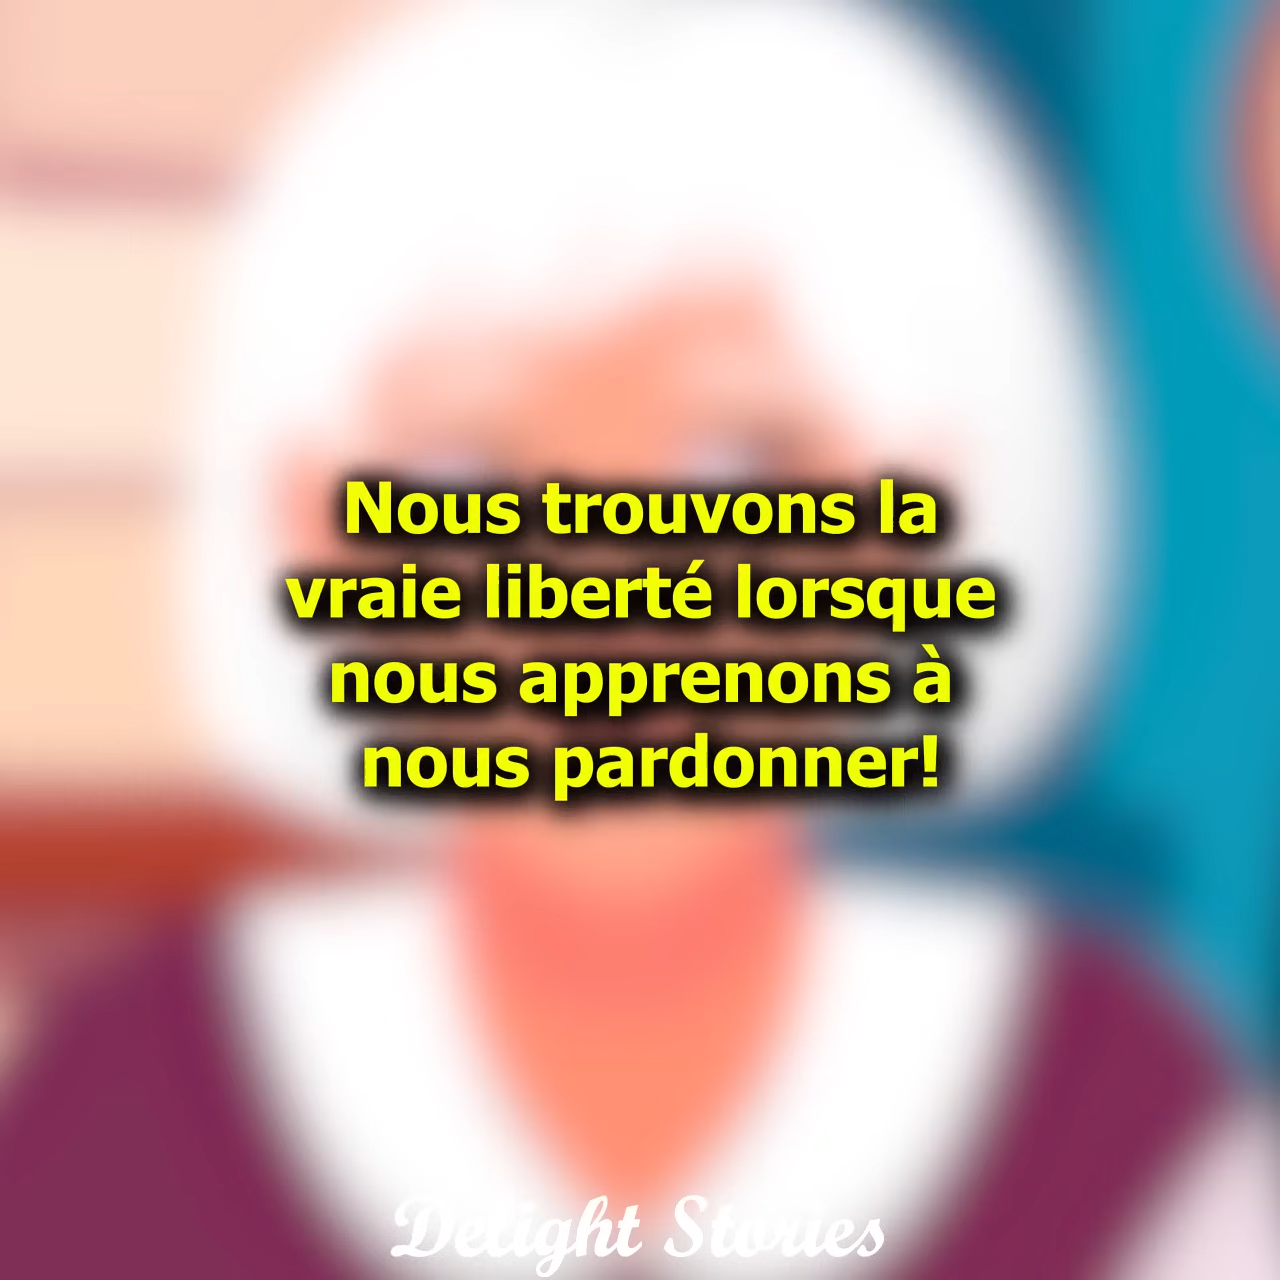 Nous trouvons la
vraie liberté lorsque
nous apprenons à
nous pardonner!
Delight Stories